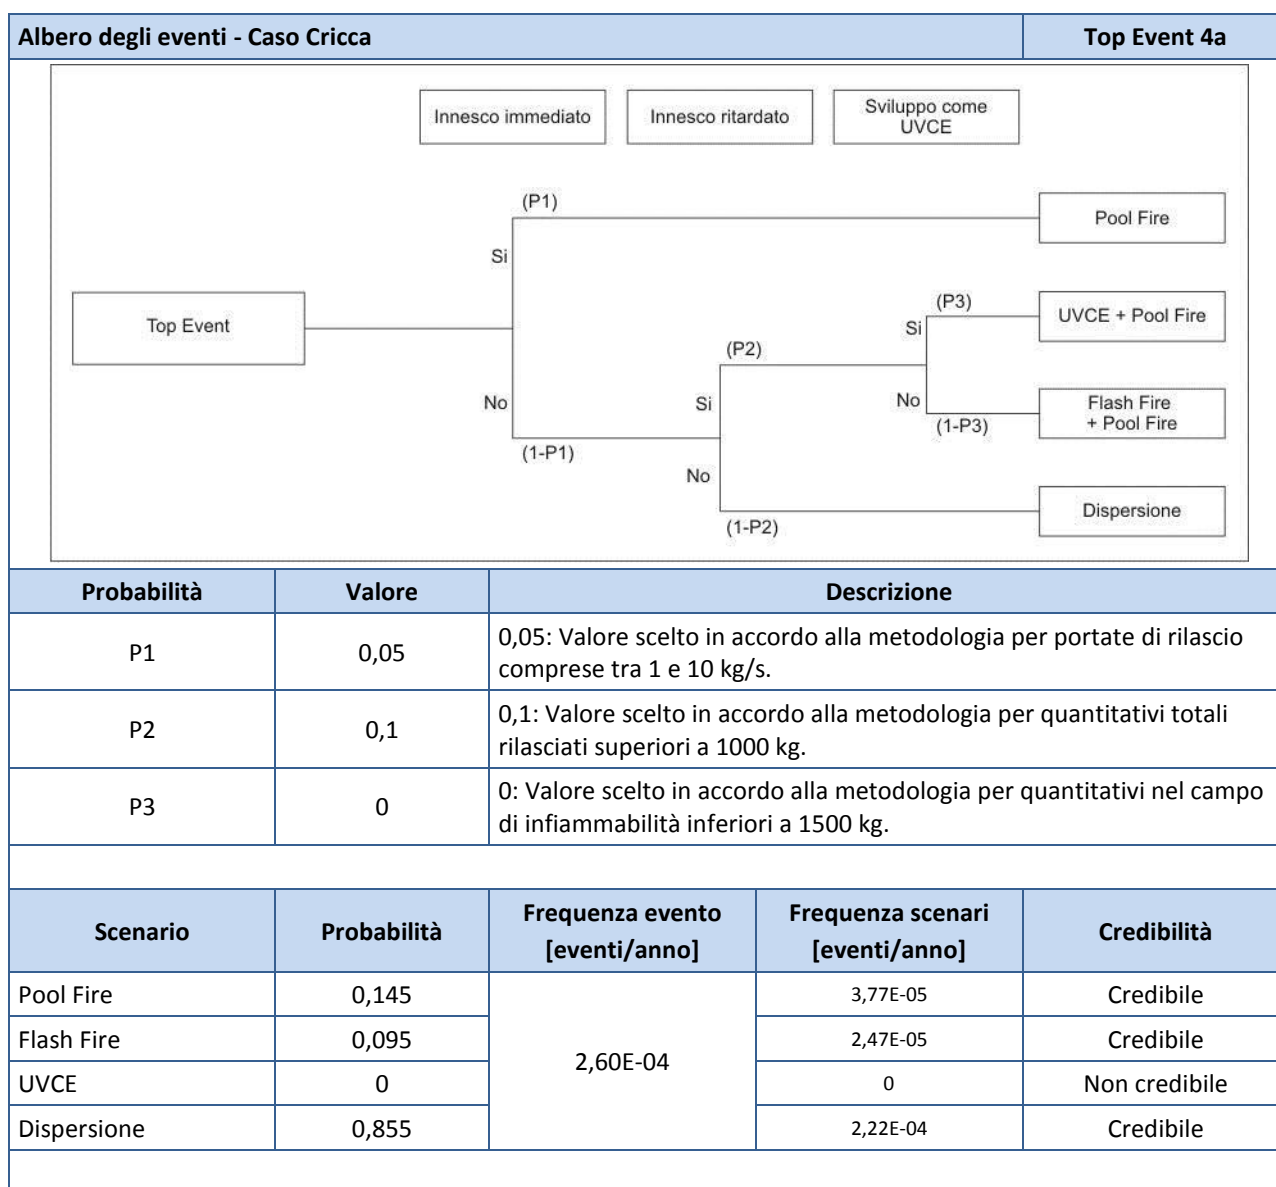 Albero degli eventi - Caso Cricca
Top Event 4a
Innesco immediato
Innesco ritardato
Sviluppo come
UVCE
(P1)
Pool Fire
Si
(P3)
UVCE + Pool Fire
Top Event
Si
(P2)
No
Si
No
Flash Fire
+ Pool Fire
(1-P3)
(1-P1)
No
Dispersione
(1-P2)
Probabilità Valore Descrizione
P1 0,05 0,05: Valore scelto in accordo alla metodologia per portate di rilascio
comprese tra 1 e 10 kg/s.
P2 0,1 0,1: Valore scelto in accordo alla metodologia per quantitativi totali
rilasciati superiori a 1000 kg.
P3 0 0: Valore scelto in accordo alla metodologia per quantitativi nel campo
di infiammabilità inferiori a 1500 kg.
Scenario Probabilità Frequenza evento
[eventi/anno]
Frequenza scenari
[eventi/anno]
Credibilità
Pool Fire 0,145 3,77E-05 Credibile
Flash Fire 0,095 2,47E-05 Credibile
2,60E-04
UVCE 0 0 Non credibile
Dispersione 0,855 2,22E-04 Credibile